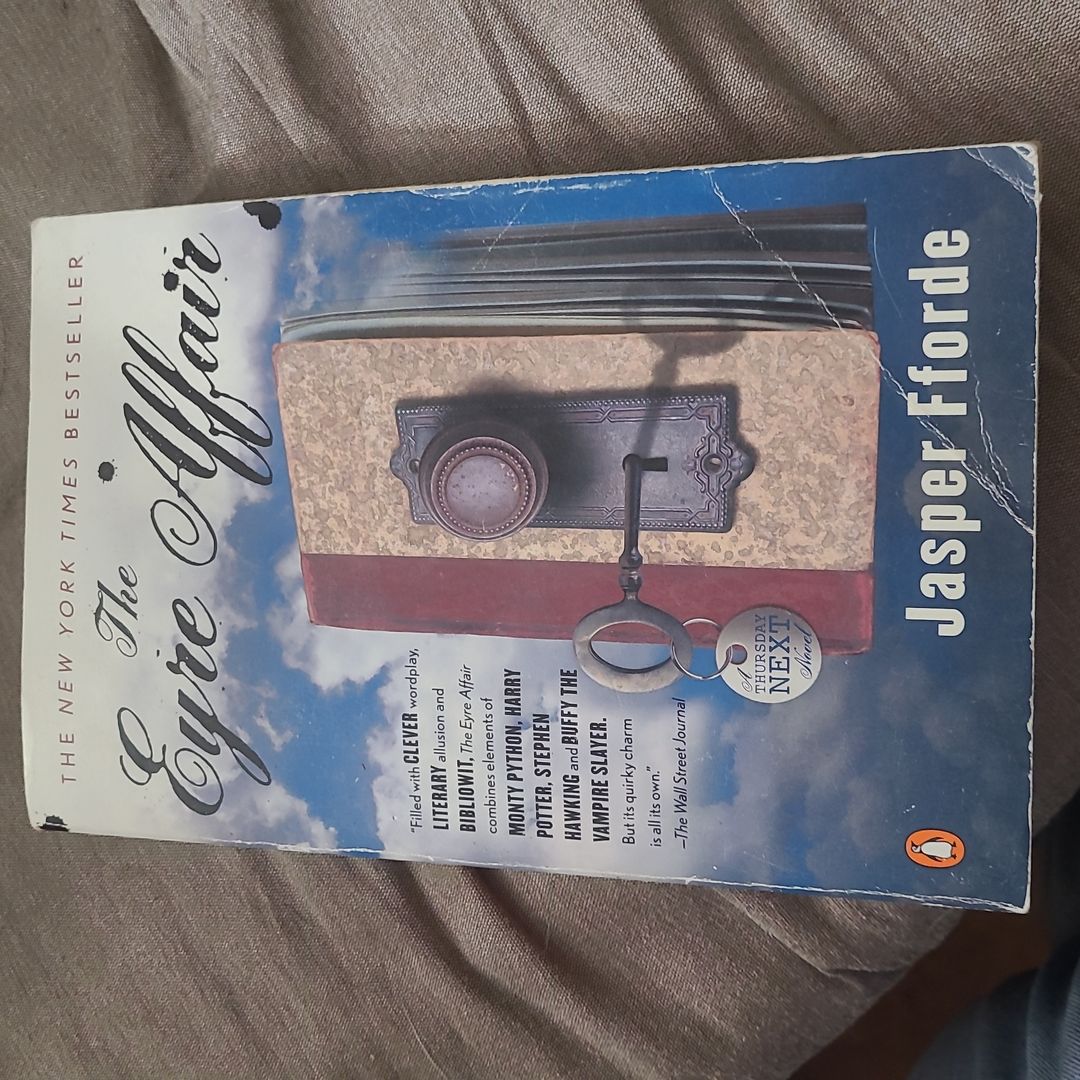 THE NEW YORK TIMES BESTSELLER
The
Eyre Affair
"Filled with CLEVER wordplay,
LITERARY allusion and
BIBLIOWIT, The Eyre Affair
combines elements of
MONTY PYTHON, HARRY
POTTER, STEPHEN
HAWKING and BUFFY THE
VAMPIRE SLAYER.
But its quirky charm
is all its own."
–The Wall Street Journal
A
THURSDAY
NEXT
Novel
Jasper Fforde